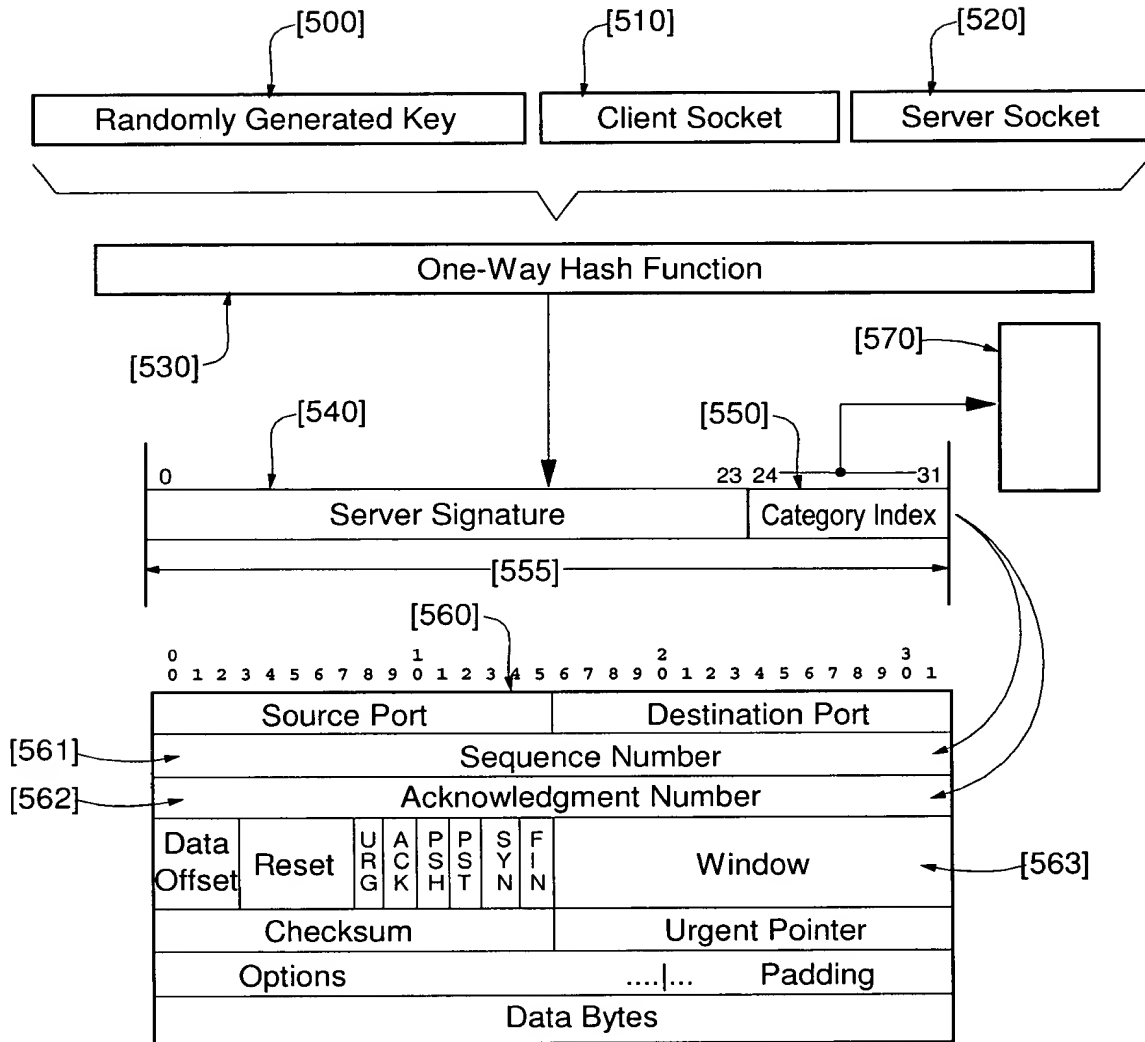 [500] [510] [520]
Randomly Generated Key Client Socket Server Socket
One-Way Hash Function
[530] [570]
[540] [550]
0 23 24 31
Server Signature Category Index
[555]
[560]
0 1 2 3
0 1 2 3 4 5 6 7 8 9 0 1 2 3 4 5 6 7 8 9 0 1 2 3 4 5 6 7 8 9 0 1
Source Port Destination Port
[561] Sequence Number
[562] Acknowledgment Number
Data Offset Reset URG ACK PSH PST SYN FIN Window [563]
Checksum Urgent Pointer
Options ....|... Padding
Data Bytes